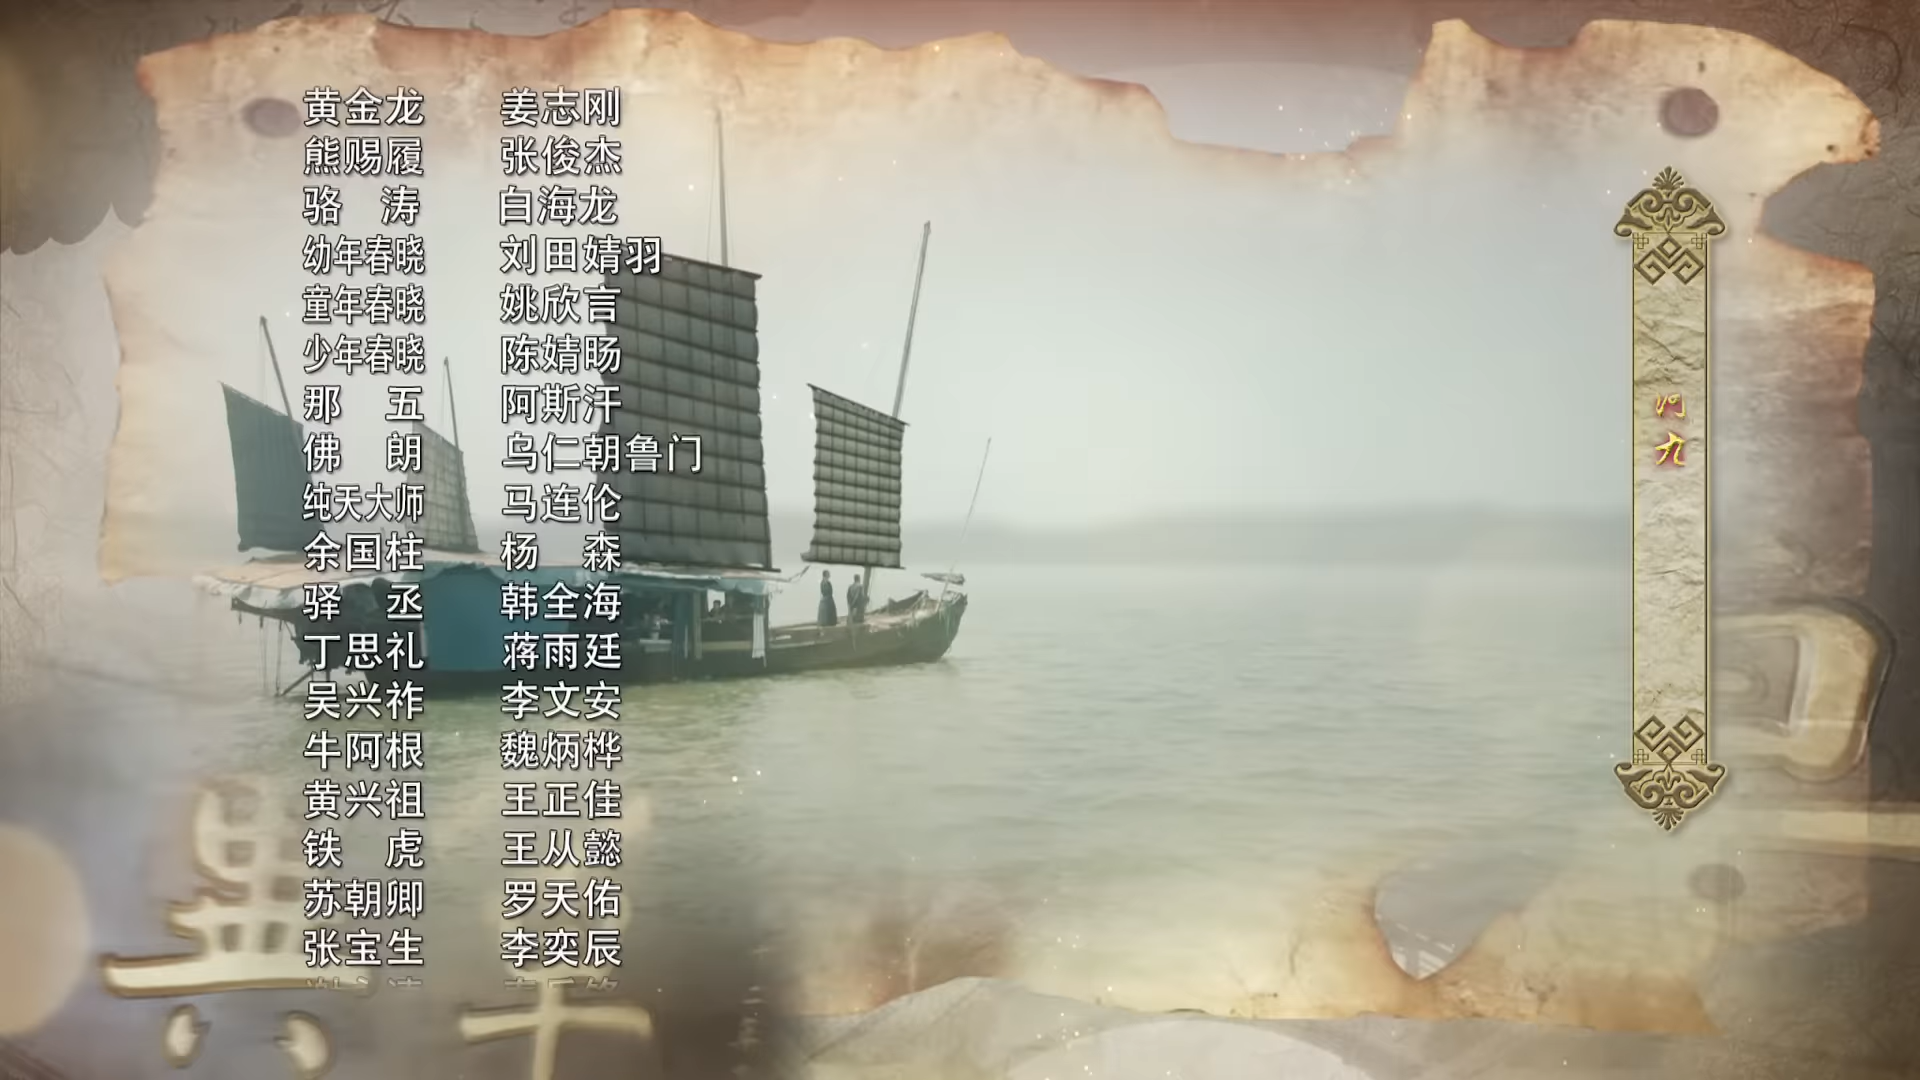 黄金龙 姜志刚
熊赐履 张俊杰
骆涛 白海龙
幼年春晓 刘田婧羽
童年春晓 姚欣言
少年春晓 陈婧旸
那五 阿斯汗
佛朗 乌仁朝鲁门
纯天大师 马连伦
余国柱 杨森
驿丞 韩全海
丁思礼 蒋雨廷
吴兴祚 李文安
牛阿根 魏炳桦
黄兴祖 王正佳
铁虎 王从懿
苏朝卿 罗天佑
张宝生 李奕辰